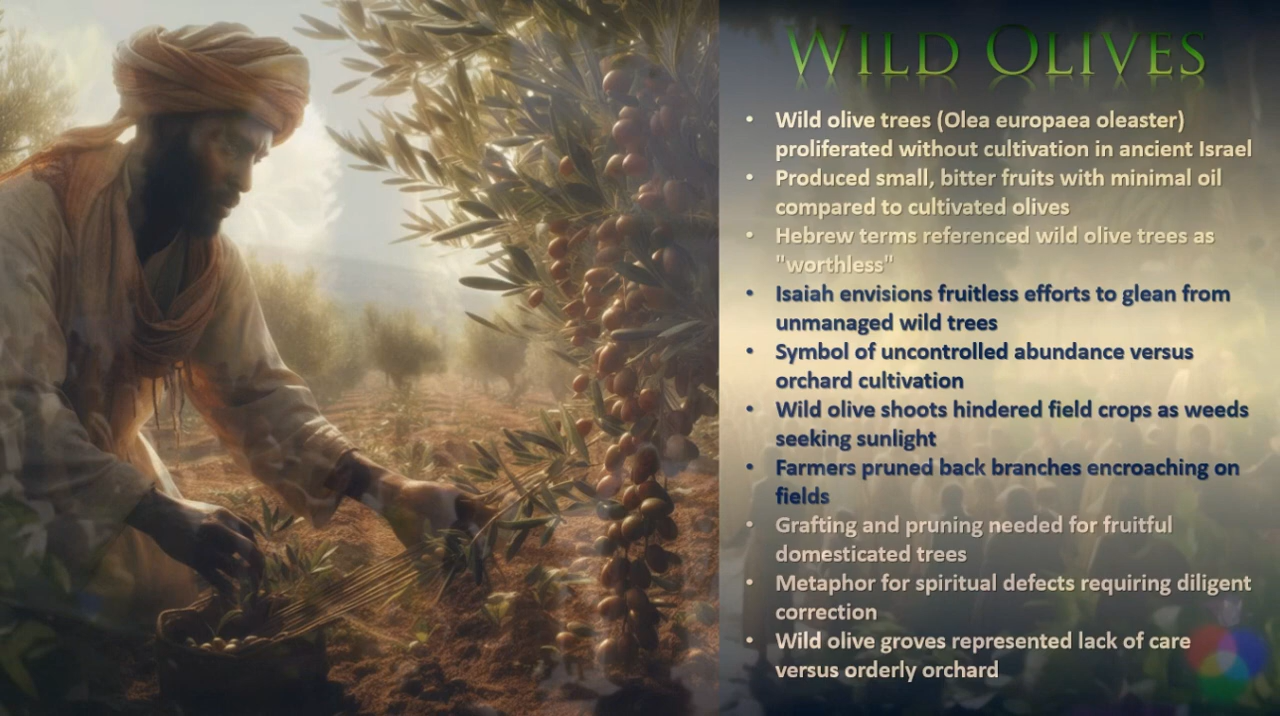 WILD OLIVES
• Wild olive trees (Olea europaea oleaster)
proliferated without cultivation in ancient Israel
• Produced small, bitter fruits with minimal oil
compared to cultivated olives
• Hebrew terms referenced wild olive trees as
"worthless"
• Isaiah envisions fruitless efforts to glean from
unmanaged wild trees
• Symbol of uncontrolled abundance versus
orchard cultivation
• Wild olive shoots hindered field crops as weeds
seeking sunlight
• Farmers pruned back branches encroaching on
fields
• Grafting and pruning needed for fruitful
domesticated trees
• Metaphor for spiritual defects requiring diligent
correction
• Wild olive groves represented lack of care
versus orderly orchard